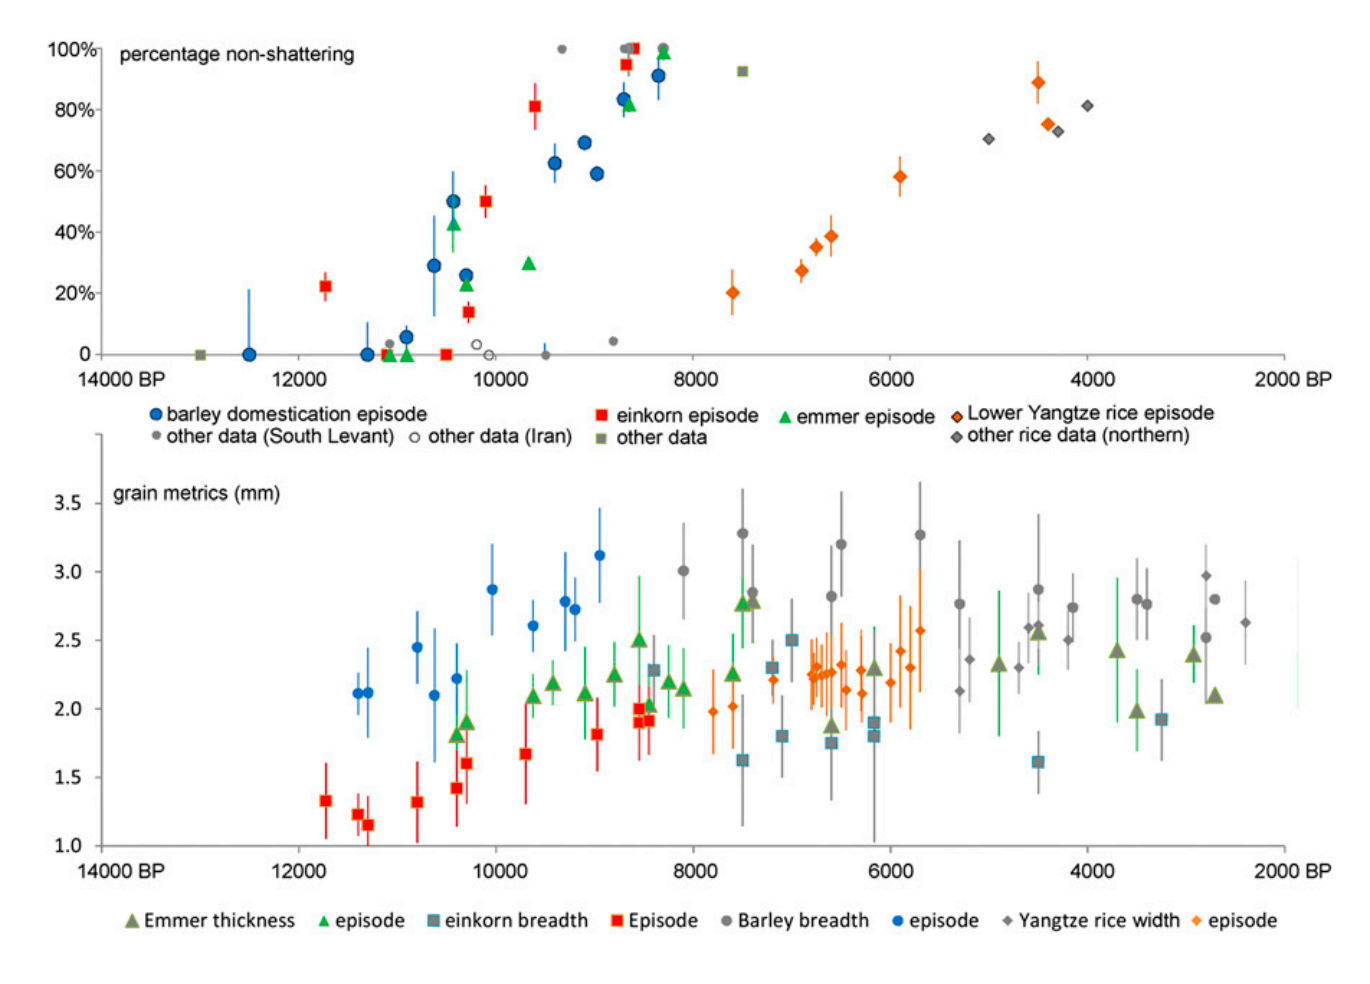 percentage non-shattering
100%
80%
60%
40%
20%
0
14000 BP 12000 10000 8000 6000 4000 2000 BP
barley domestication episode einkorn episode emmer episode Lower Yangtze rice episode
other data (South Levant) other data (Iran) other data other rice data (northern)
grain metrics (mm)
3.5
3.0
2.5
2.0
1.5
1.0
14000 BP 12000 10000 8000 6000 4000 2000 BP
Emmer thickness episode einkorn breadth Episode Barley breadth episode Yangtze rice width episode